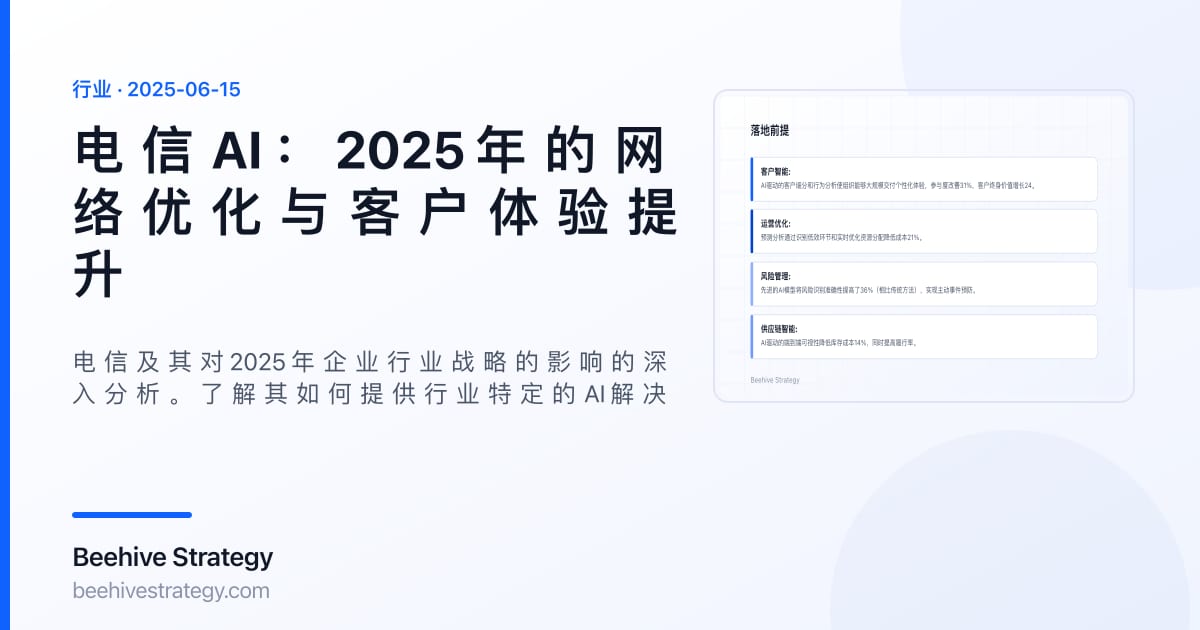 行业 · 2025-06-15
电信AI：2025年的网
络优化与客户体验提
升
电信及其对2025年企业行业战略的影响的深
入分析。了解其如何提供行业特定的AI解决
Beehive Strategy
beehivestrategy.com
落地前提
客户智能:
AI驱动的客户细分和行为分析使组织能够大规模交付个性化体验，参与度改善31%、客户终身价值增长24。
运营优化:
预测分析通过识别低效环节和实时优化资源分配降低成本21%。
风险管理:
先进的AI模型将风险识别准确性提高了36%（相比传统方法），实现主动事件预防。
供应链智能:
AI驱动的端到端可视性降低库存成本14%，同时提高履行率。
Beehive Strategy